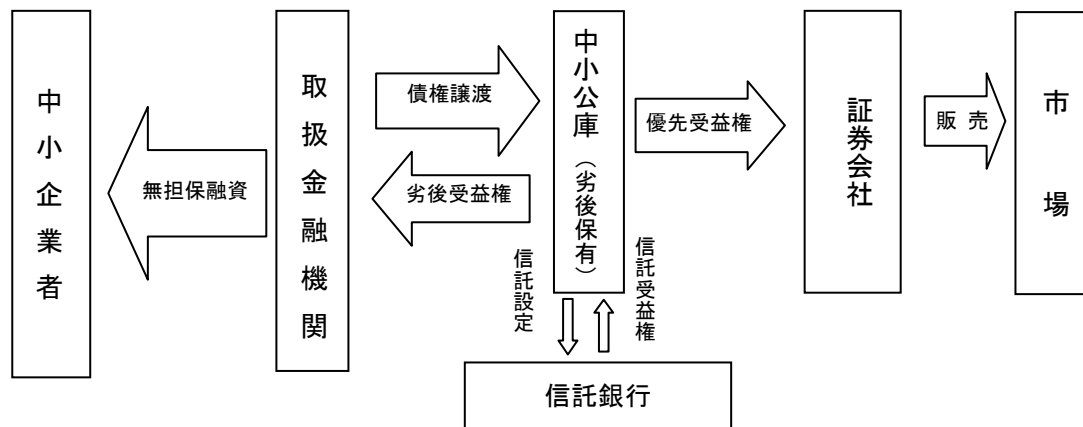 中小企業者
無担保融資
取扱金融機関
債権譲渡
劣後受益権
中小公庫（劣後保有）
信託設定
信託受益権
信託銀行
優先受益権
証券会社
販 売
市場